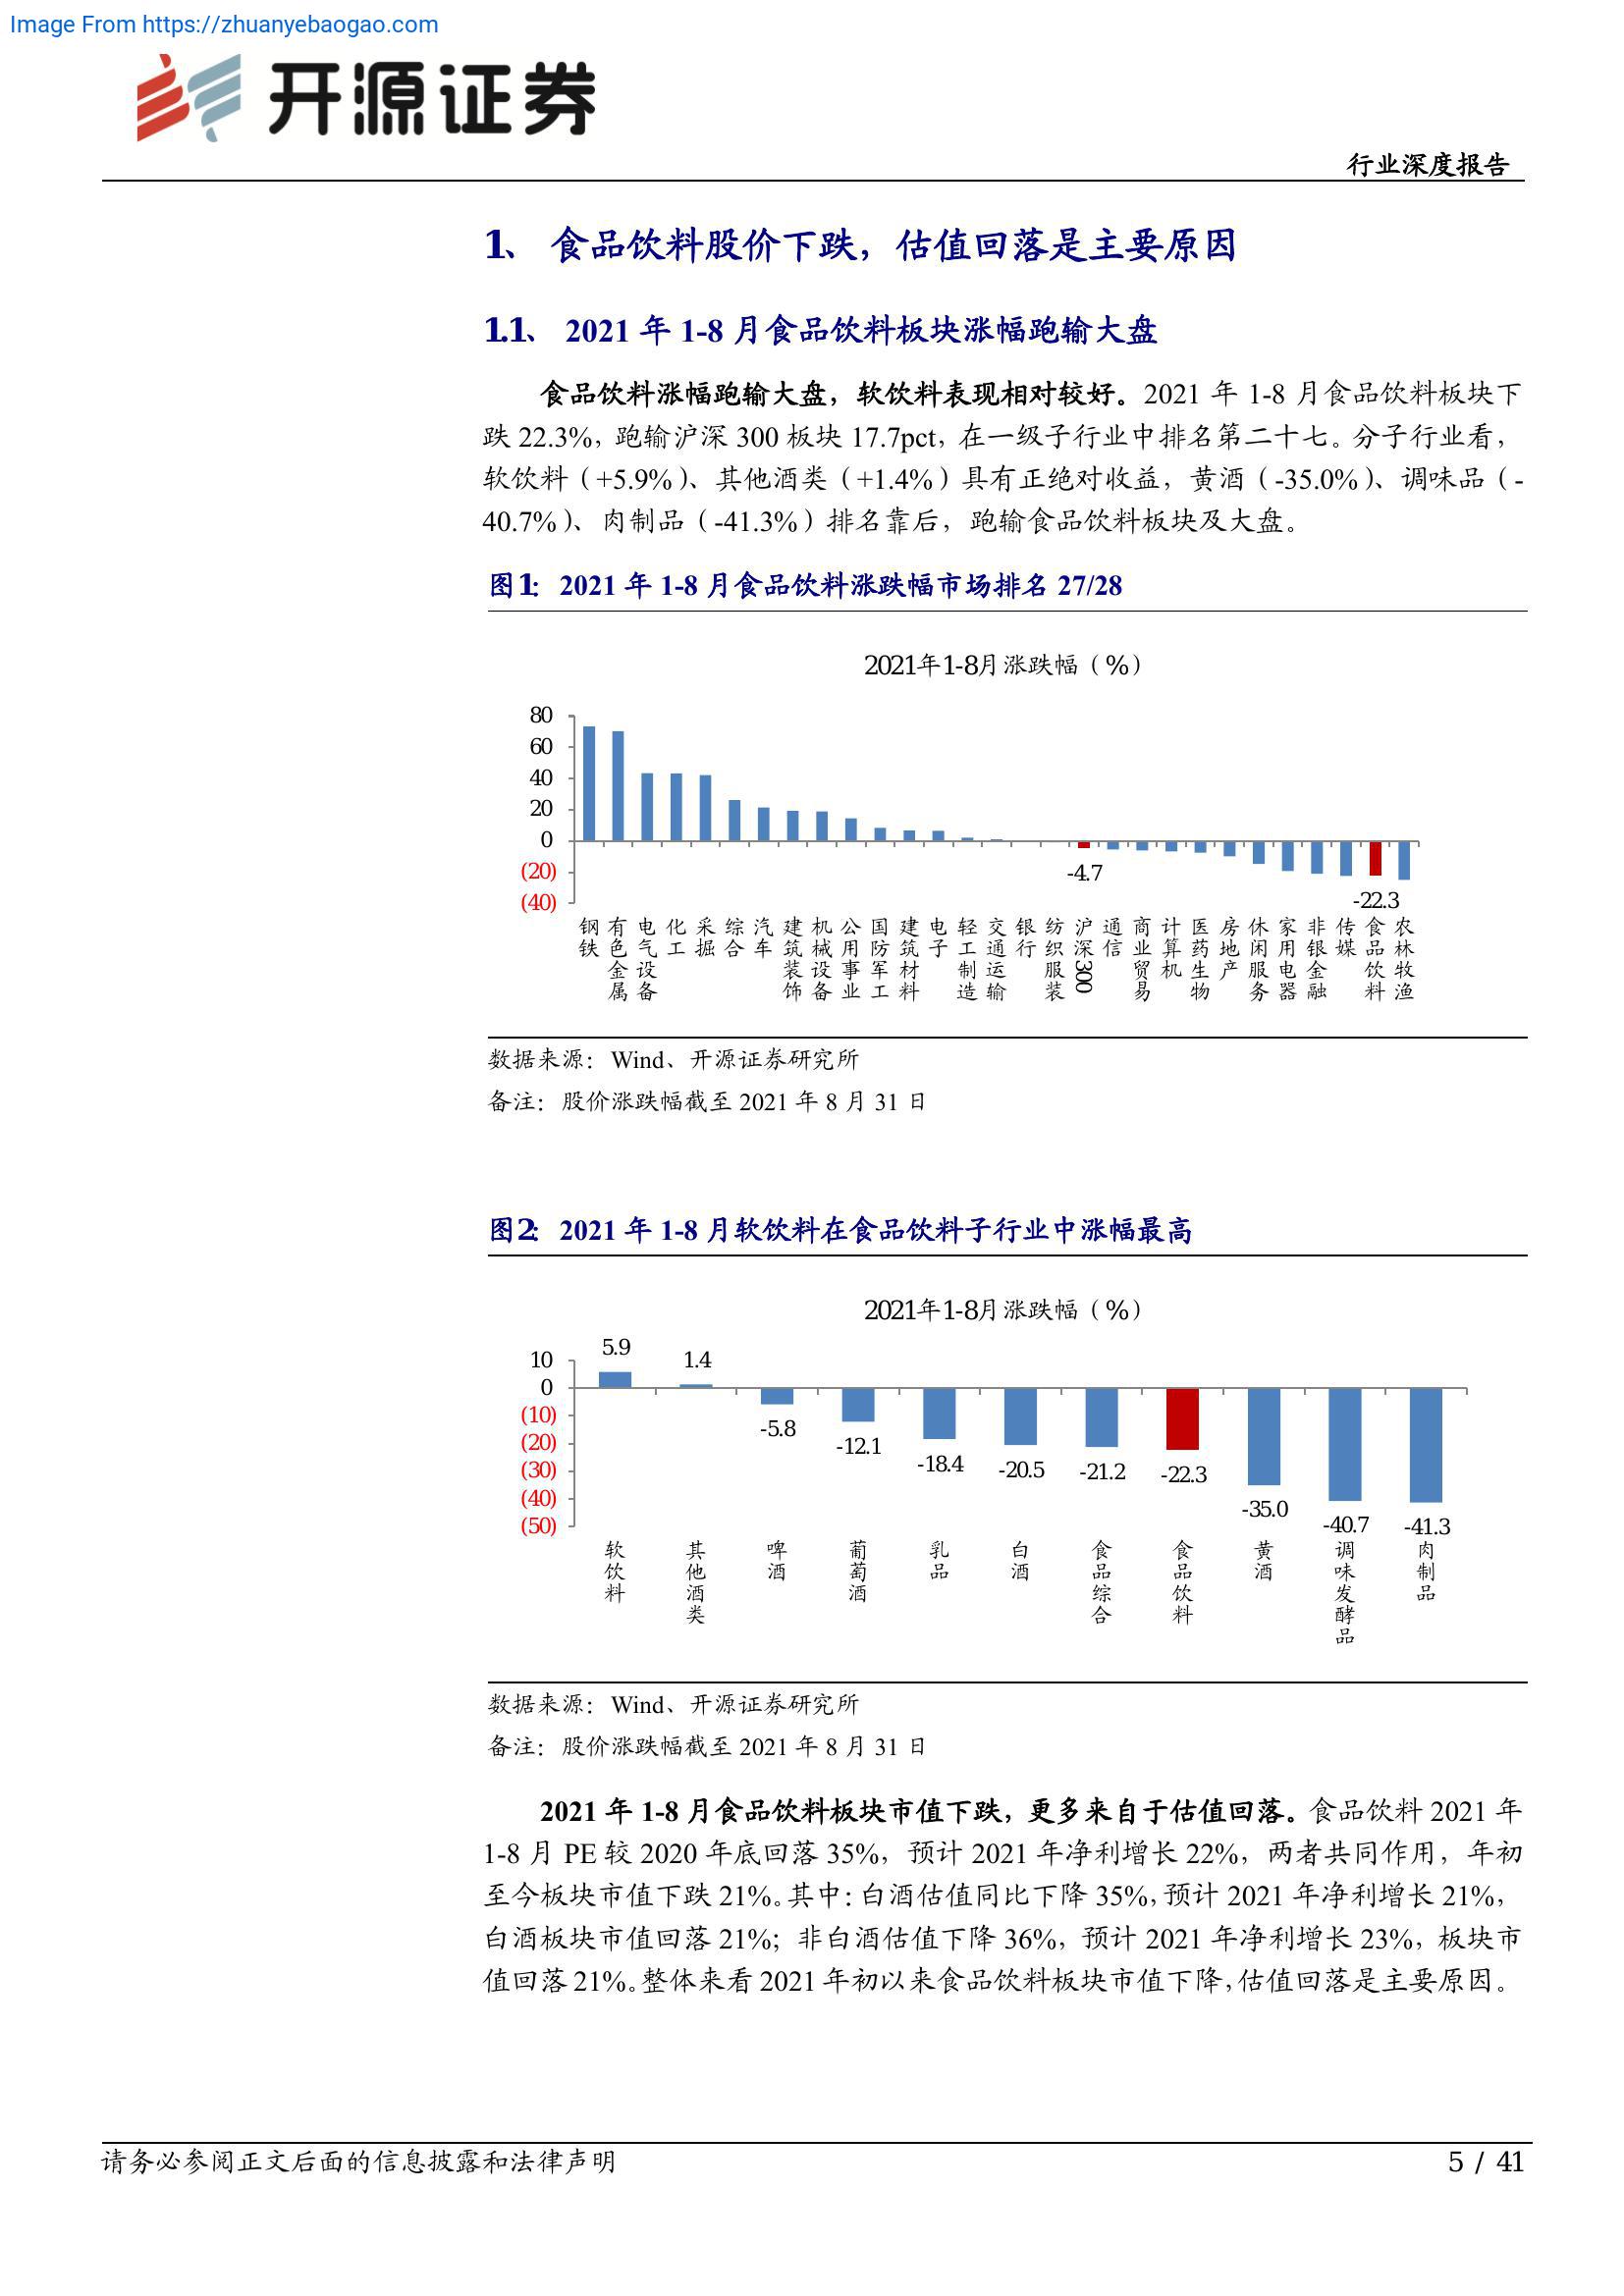 Image From https://zhuanyebaogao.com
开源证券
行业深度报告
1、 食品饮料股价下跌，估值回落是主要原因
1.1、 2021 年 1-8 月食品饮料板块涨幅跑输大盘
食品饮料涨幅跑输大盘，软饮料表现相对较好。2021 年 1-8 月食品饮料板块下
跌 22.3%，跑输沪深 300 板块 17.7pct，在一级子行业中排名第二十七。分子行业看，
软饮料（+5.9%）、其他酒类（+1.4%）具有正绝对收益，黄酒（-35.0%）、调味品（-
40.7%）、肉制品（-41.3%）排名靠后，跑输食品饮料板块及大盘。
图1： 2021 年 1-8 月食品饮料涨跌幅市场排名 27/28
2021年1-8月涨跌幅（%）
80
60
40
20
0
(20)
(40)
-4.7
-22.3
钢铁
有色金属
电气设备
化工
采掘
综合
汽车
建筑装饰
机械设备
公用事业
国防军工
建筑材料
电子
轻工制造
交通运输
银行
纺织服装
沪深300
通信
商业贸易
计算机
医药生物
房地产
休闲服务
家用电器
非银金融
传媒
食品饮料
农林牧渔
数据来源：Wind、开源证券研究所
备注：股价涨跌幅截至 2021 年 8 月 31 日
图2： 2021 年 1-8 月软饮料在食品饮料子行业中涨幅最高
2021年1-8月涨跌幅（%）
10
0
(10)
(20)
(30)
(40)
(50)
5.9
1.4
-5.8
-12.1
-18.4
-20.5
-21.2
-22.3
-35.0
-40.7
-41.3
软饮料
其他酒类
啤酒
葡萄酒
乳品
白酒
食品综合
食品饮料
黄酒
调味发酵品
肉制品
数据来源：Wind、开源证券研究所
备注：股价涨跌幅截至 2021 年 8 月 31 日
2021 年 1-8 月食品饮料板块市值下跌，更多来自于估值回落。食品饮料 2021 年
1-8 月 PE 较 2020 年底回落 35%，预计 2021 年净利增长 22%，两者共同作用，年初
至今板块市值下跌 21%。其中：白酒估值同比下降 35%，预计 2021 年净利增长 21%，
白酒板块市值回落 21%；非白酒估值下降 36%，预计 2021 年净利增长 23%，板块市
值回落 21%。整体来看 2021 年初以来食品饮料板块市值下降，估值回落是主要原因。
请务必参阅正文后面的信息披露和法律声明
5 / 41